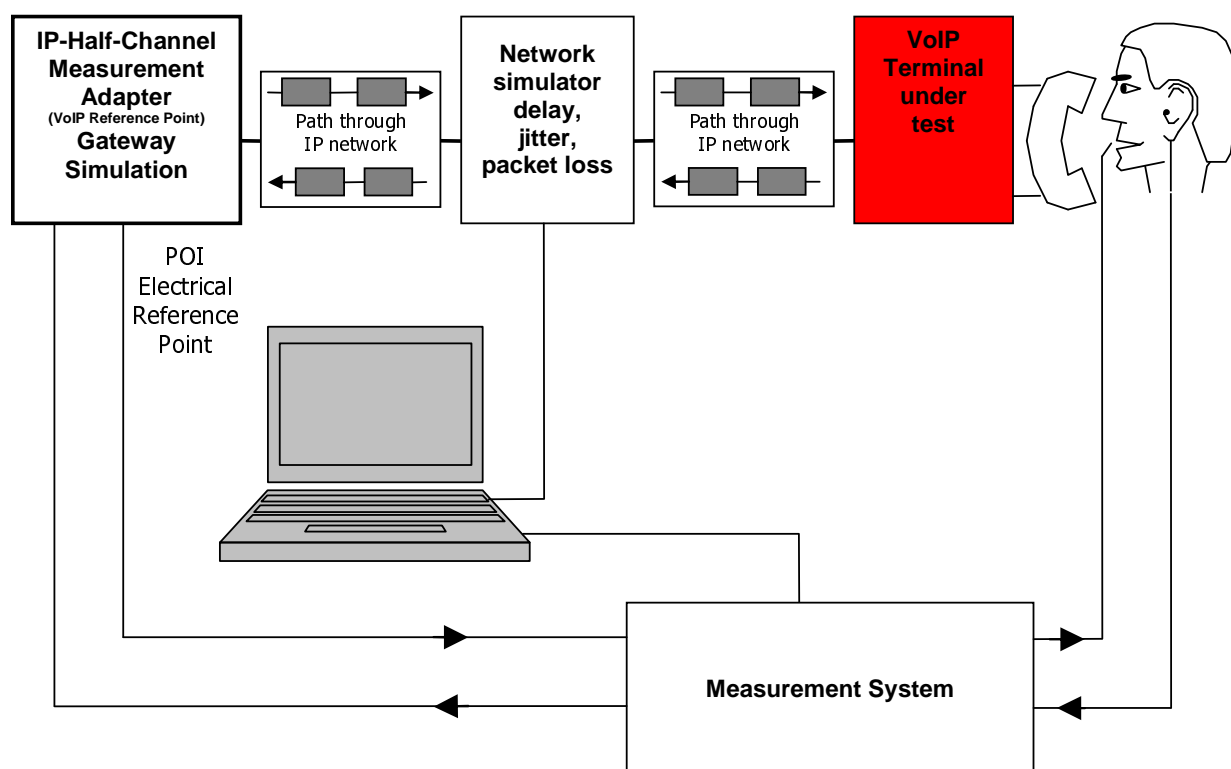 IP-Half-Channel
Measurement
Adapter
(VoIP Reference Point)
Gateway
Simulation
Path through
IP network
Network
simulator
delay,
jitter,
packet loss
Path through
IP network
VoIP
Terminal
under
test
POI
Electrical
Reference
Point
Measurement System